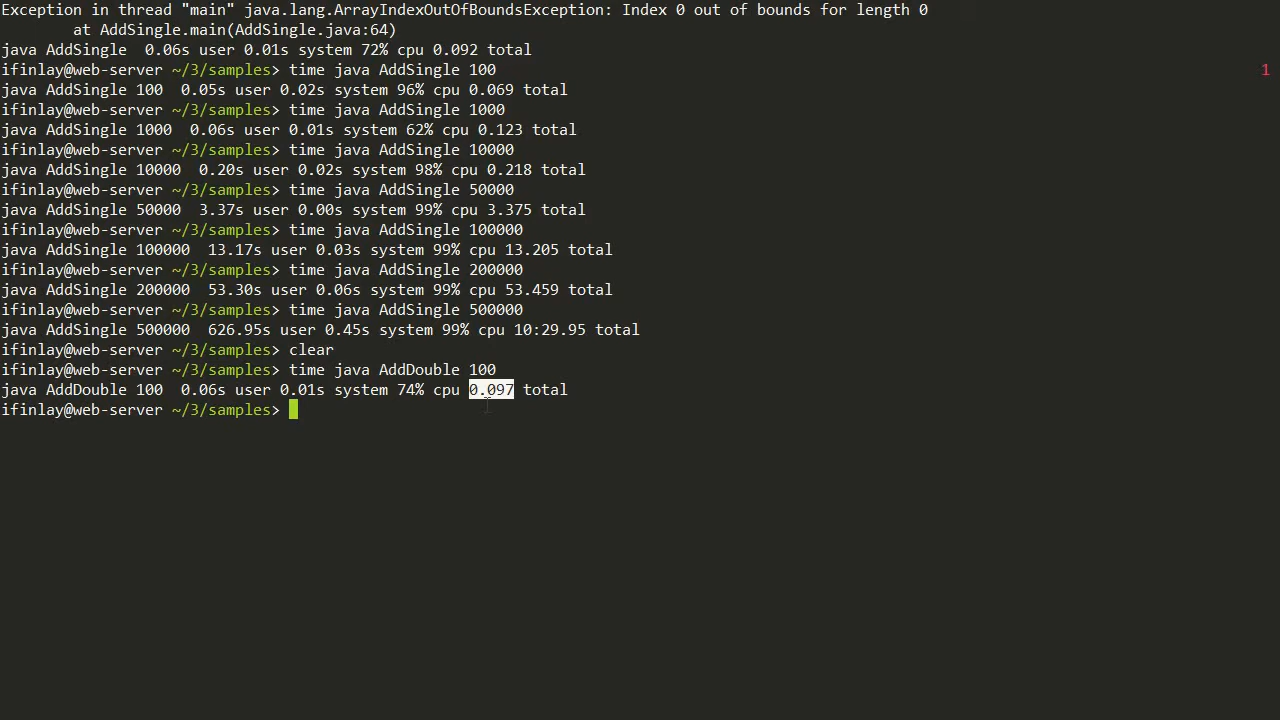 Exception in thread "main" java.lang.ArrayIndexOutOfBoundsException: Index 0 out of bounds for length 0
        at AddSingle.main(AddSingle.java:64)
java AddSingle  0.06s user 0.01s system 72% cpu 0.092 total
ifinlay@web-server ~/3/samples> time java AddSingle 100 1
java AddSingle 100  0.05s user 0.02s system 96% cpu 0.069 total
ifinlay@web-server ~/3/samples> time java AddSingle 1000
java AddSingle 1000  0.06s user 0.01s system 62% cpu 0.123 total
ifinlay@web-server ~/3/samples> time java AddSingle 10000
java AddSingle 10000  0.20s user 0.02s system 98% cpu 0.218 total
ifinlay@web-server ~/3/samples> time java AddSingle 50000
java AddSingle 50000  3.37s user 0.00s system 99% cpu 3.375 total
ifinlay@web-server ~/3/samples> time java AddSingle 100000
java AddSingle 100000  13.17s user 0.03s system 99% cpu 13.205 total
ifinlay@web-server ~/3/samples> time java AddSingle 200000
java AddSingle 200000  53.30s user 0.06s system 99% cpu 53.459 total
ifinlay@web-server ~/3/samples> time java AddSingle 500000
java AddSingle 500000  626.95s user 0.45s system 99% cpu 10:29.95 total
ifinlay@web-server ~/3/samples> clear
ifinlay@web-server ~/3/samples> time java AddDouble 100
java AddDouble 100  0.06s user 0.01s system 74% cpu 0.097 total
ifinlay@web-server ~/3/samples>